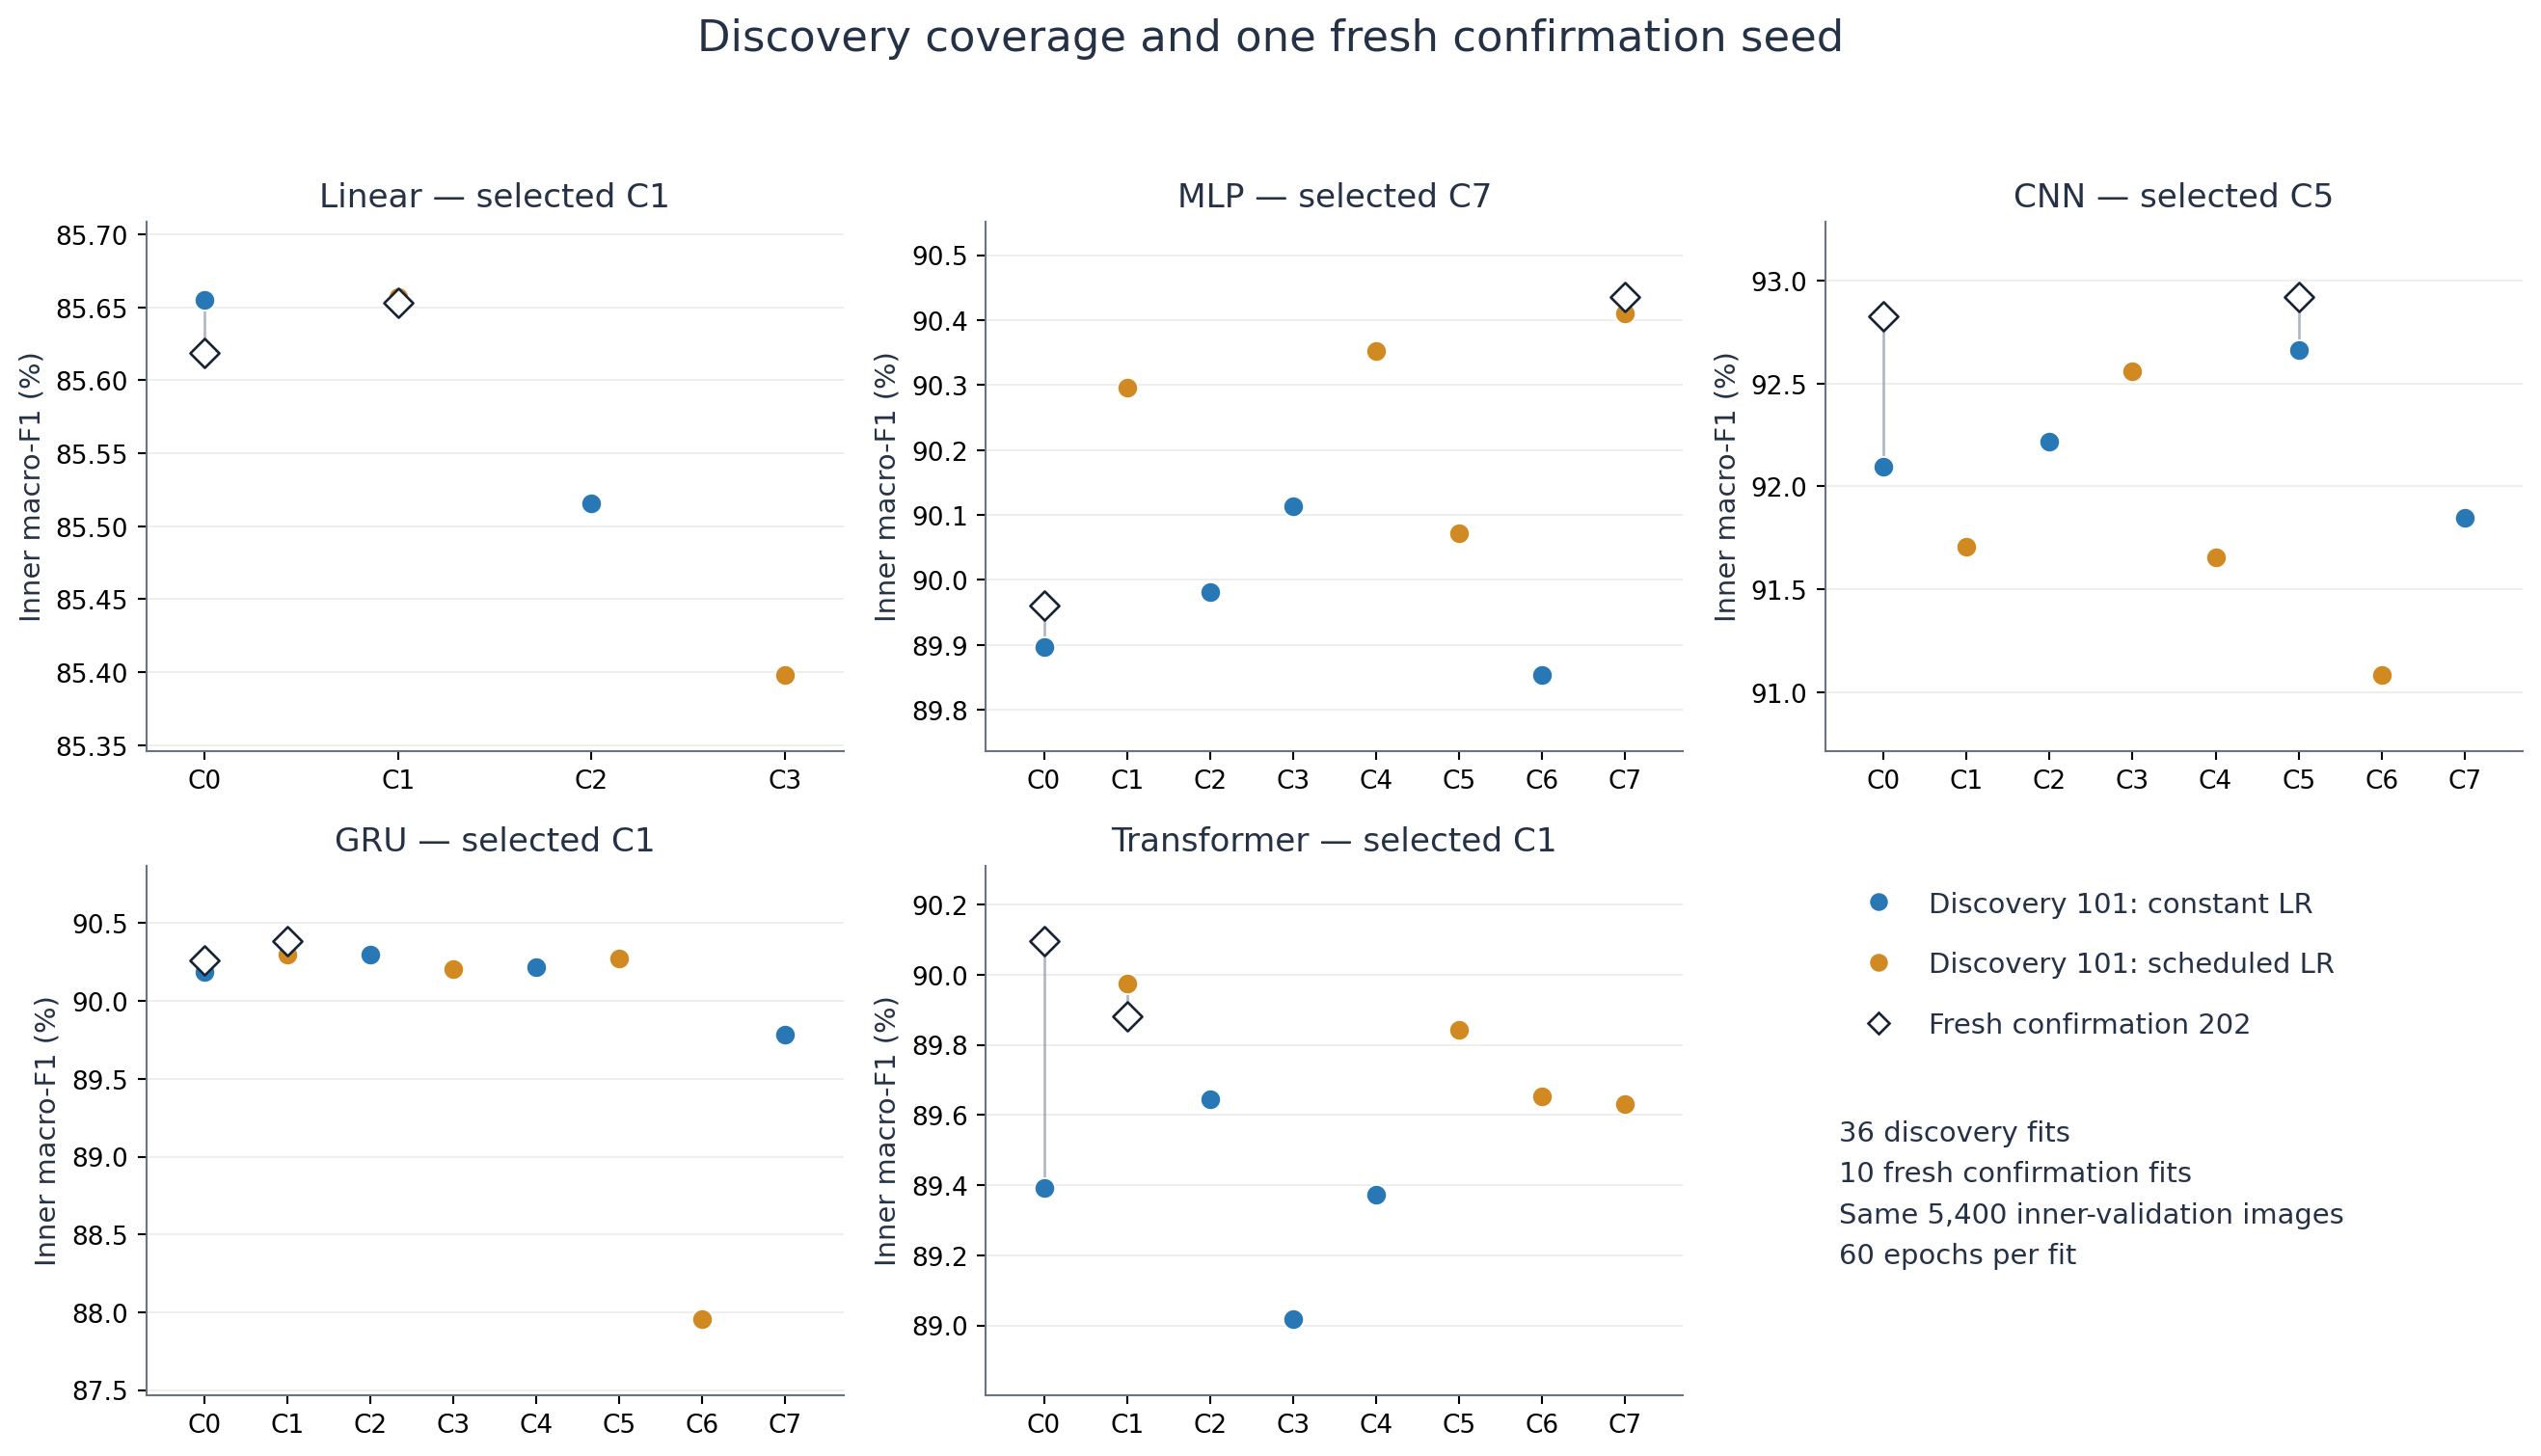 Discovery coverage and one fresh confirmation seed
Linear — selected C1
Inner macro-F1 (%)
85.70
85.65
85.60
85.55
85.50
85.45
85.40
85.35
C0 C1 C2 C3
MLP — selected C7
Inner macro-F1 (%)
90.5
90.4
90.3
90.2
90.1
90.0
89.9
89.8
C0 C1 C2 C3 C4 C5 C6 C7
CNN — selected C5
Inner macro-F1 (%)
93.0
92.5
92.0
91.5
91.0
C0 C1 C2 C3 C4 C5 C6 C7
GRU — selected C1
Inner macro-F1 (%)
90.5
90.0
89.5
89.0
88.5
88.0
87.5
C0 C1 C2 C3 C4 C5 C6 C7
Transformer — selected C1
Inner macro-F1 (%)
90.2
90.0
89.8
89.6
89.4
89.2
89.0
C0 C1 C2 C3 C4 C5 C6 C7
Discovery 101: constant LR
Discovery 101: scheduled LR
Fresh confirmation 202
36 discovery fits
10 fresh confirmation fits
Same 5,400 inner-validation images
60 epochs per fit